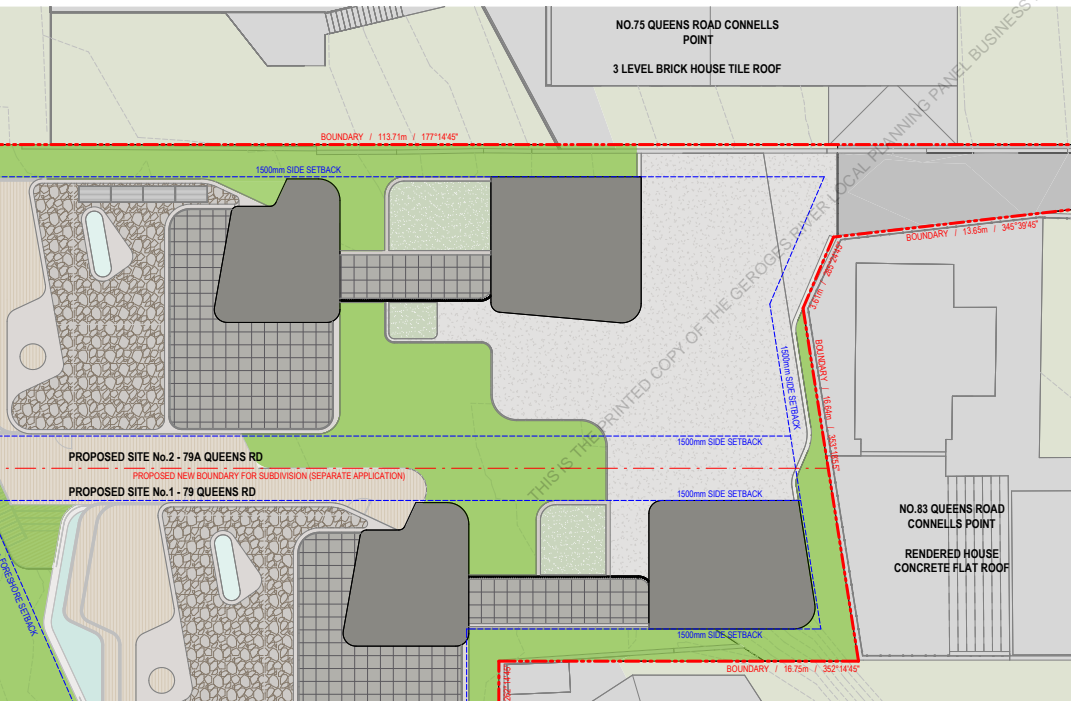 NO.75 QUEENS ROAD CONNELLS
POINT
3 LEVEL BRICK HOUSE TILE ROOF
BOUNDARY / 113.71m / 177°14'45"
1500mm SIDE SETBACK
BOUNDARY / 13.65m / 345°39'45"
1500mm SIDE SETBACK
BOUNDARY / 16.64m /
THIS IS THE PRINTED COPY OF THE GEROGES RIVER LOCAL PLANNING PANEL BUSINESS
1500mm SIDE SETBACK
PROPOSED SITE No.2 - 79A QUEENS RD
PROPOSED NEW BOUNDARY FOR SUBDIVISION (SEPARATE APPLICATION)
PROPOSED SITE No.1 - 79 QUEENS RD
1500mm SIDE SETBACK
NO.83 QUEENS ROAD
CONNELLS POINT
RENDERED HOUSE
CONCRETE FLAT ROOF
FORESHORE SETBACK
1500mm SIDE SETBACK
BOUNDARY / 16.75m / 352°14'45"